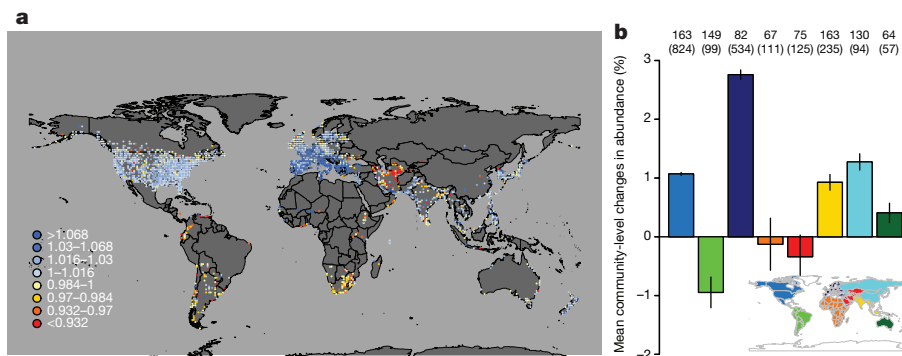 a
>1.068
1.03–1.068
1.016–1.03
1–1.016
0.984–1
0.97–0.984
0.932–0.97
<0.932
b
163 149 82 67 75 163 130 64
(824) (99) (534) (111) (125) (235) (94) (57)
Mean community-level changes in abundance (%)
3
2
1
0
−1
−2